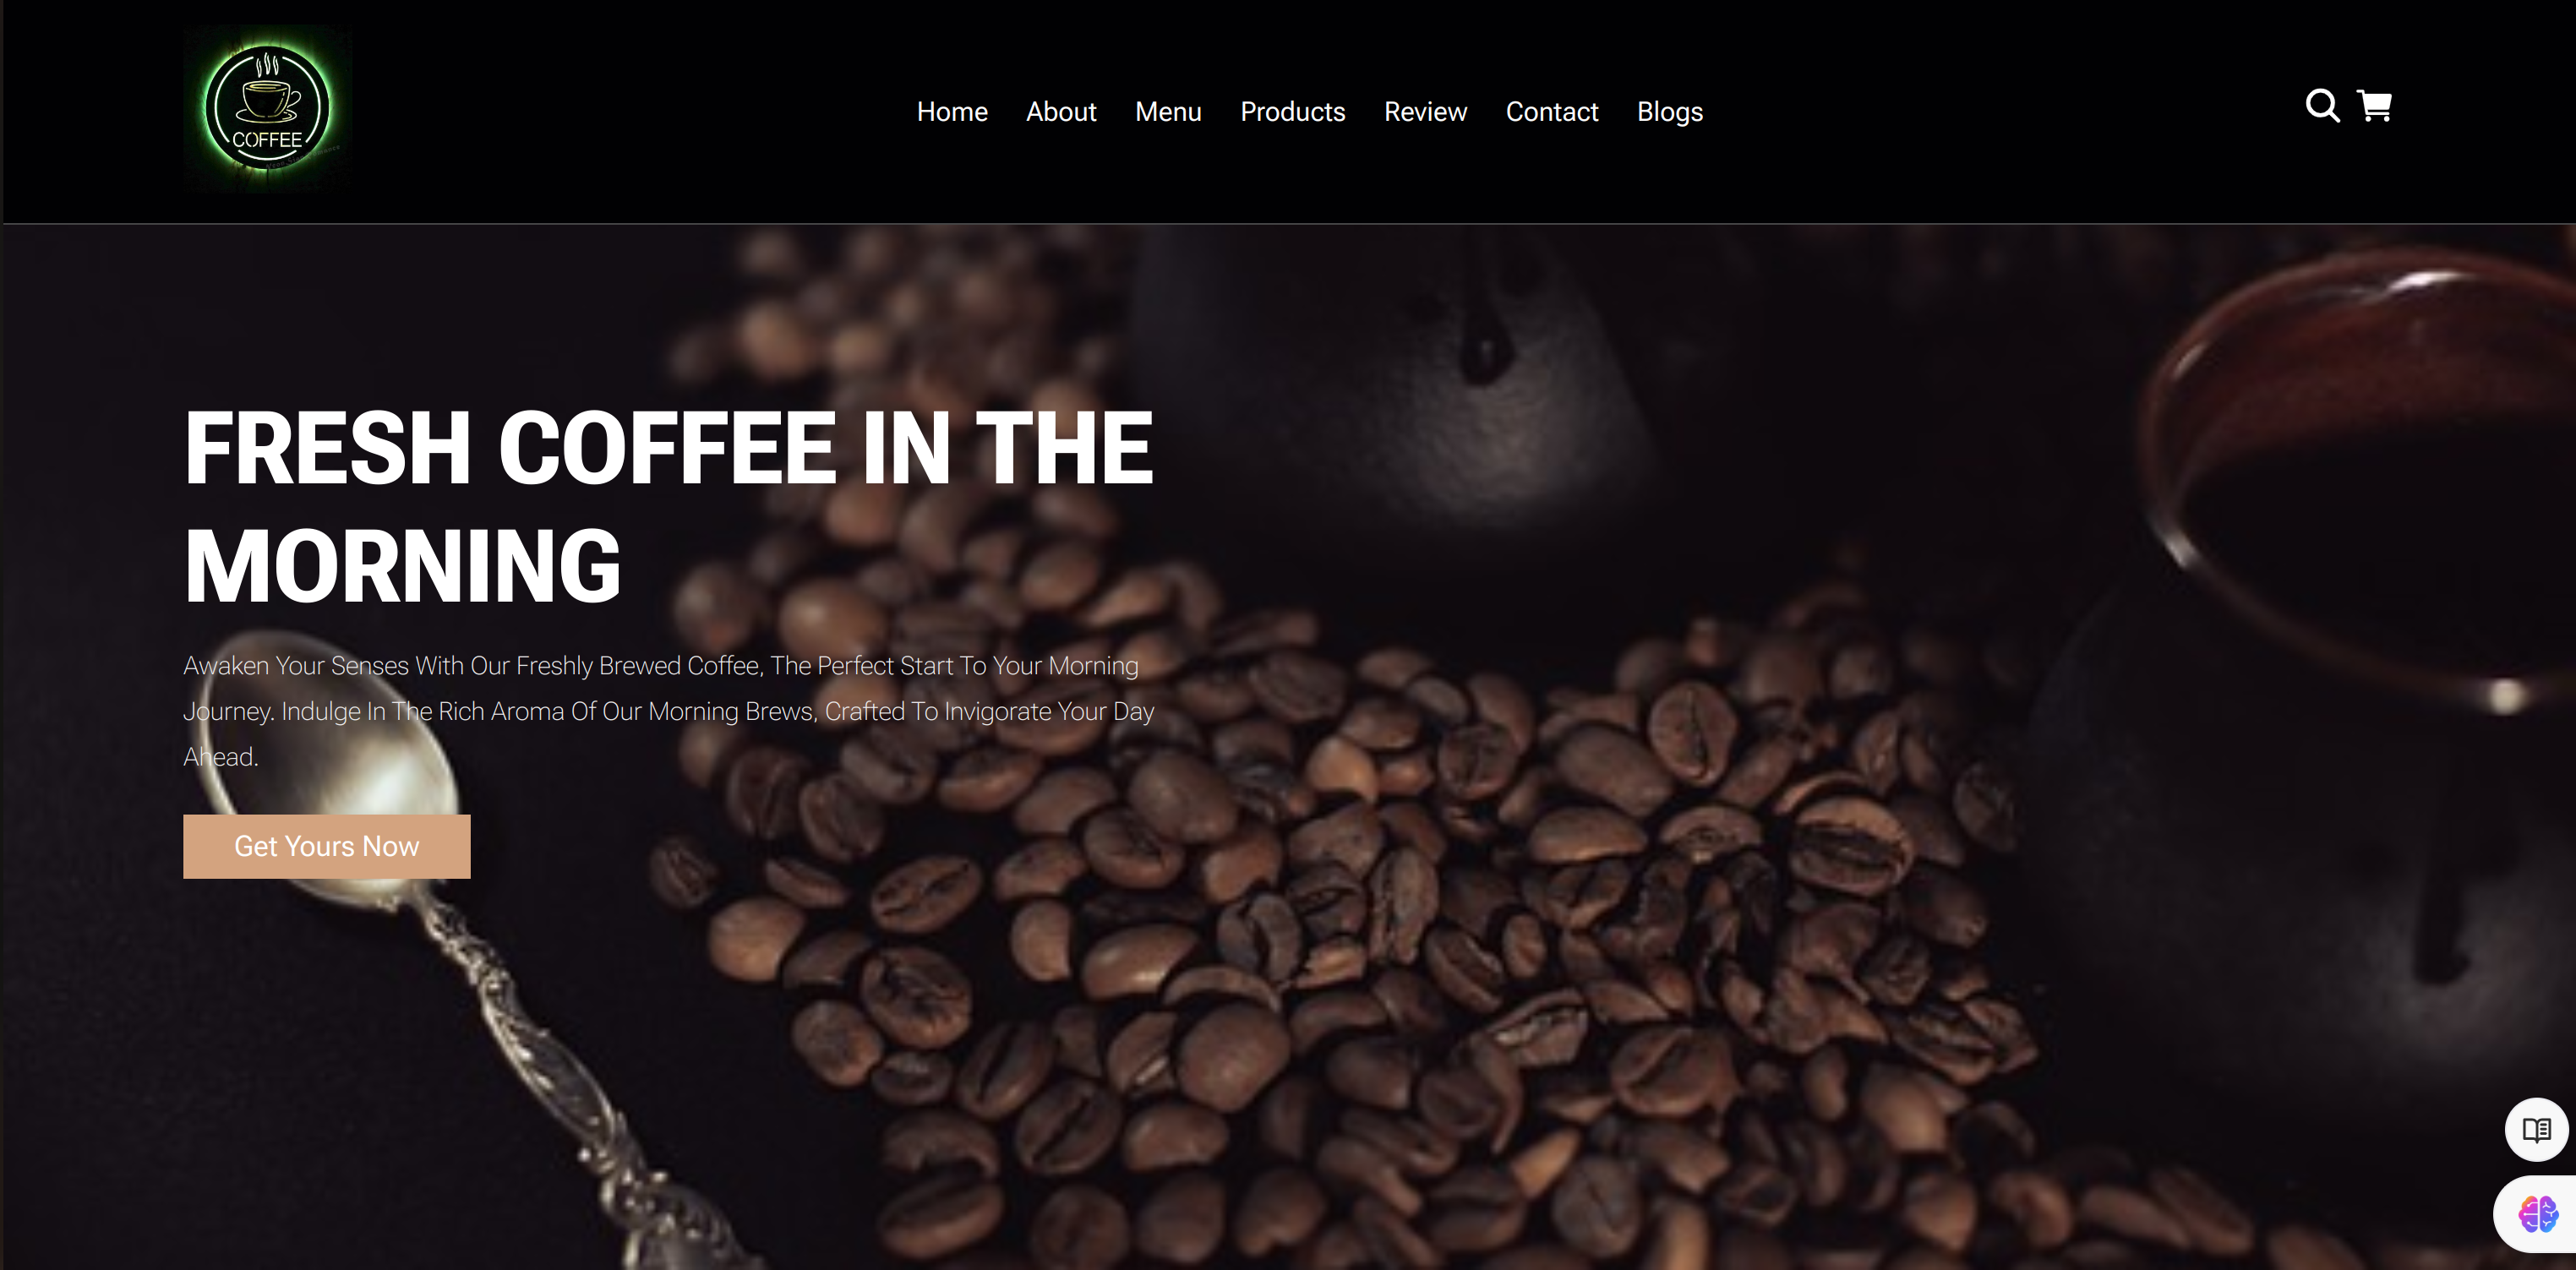 COFFEE
Home About Menu Products Review Contact Blogs
FRESH COFFEE IN THE
MORNING
Awaken Your Senses With Our Freshly Brewed Coffee, The Perfect Start To Your Morning
Journey. Indulge In The Rich Aroma Of Our Morning Brews, Crafted To Invigorate Your Day
Ahead.
Get Yours Now